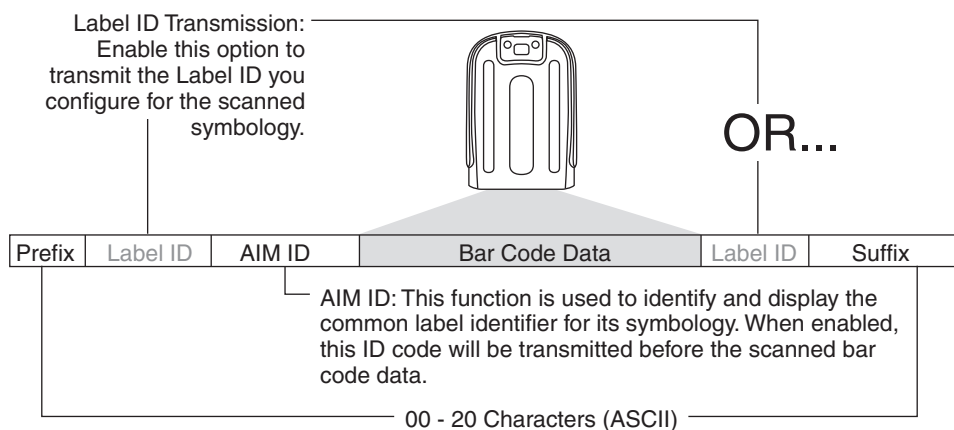 Label ID Transmission:
Enable this option to
transmit the Label ID you
configure for the scanned
symbology.
OR...
Prefix Label ID AIM ID Bar Code Data Label ID Suffix
AIM ID: This function is used to identify and display the
common label identifier for its symbology. When enabled,
this ID code will be transmitted before the scanned bar
code data.
00 - 20 Characters (ASCII)